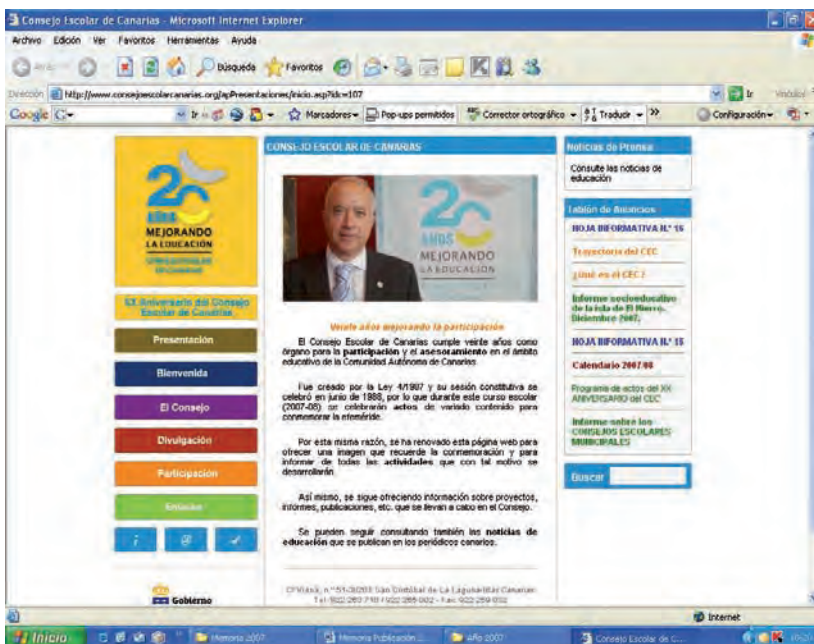 Consejo Escolar de Canarias - Microsoft Internet Explorer
Archivo Edición Ver Favoritos Herramientas Ayuda
Búsqueda Favoritos
Dirección http://www.consejoescolarcanarias.org/apPresentaciones/inicio.asp?idc=107 Ir Vínculos
Google Ir Marcadores Pop-ups permitidos Corrector ortográfico Traducir Configuración
20
AÑOS
MEJORANDO
LA EDUCACIÓN
XX Aniversario del Consejo
Escolar de Canarias
Presentación
Bienvenida
El Consejo
Divulgación
Participación
Enlaces
Gobierno
CONSEJO ESCOLAR DE CANARIAS
20
AÑOS
MEJORANDO
LA EDUCACIÓN
Veinte años mejorando la participación
El Consejo Escolar de Canarias cumple veinte años como
órgano para la participación y el asesoramiento en el ámbito
educativo de la Comunidad Autónoma de Canarias.
Fue creado por la Ley 4/1987 y su sesión constitutiva se
celebró en junio de 1988, por lo que durante este curso escolar
(2007-08) se celebrarán actos de variado contenido para
conmemorar la efeméride.
Por esta misma razón, se ha renovado esta página web para
ofrecer una imagen que recuerde la conmemoración y para
informar de todas las actividades que con tal motivo se
desarrollarán.
Así mismo, se sigue ofreciendo información sobre proyectos,
informes, publicaciones, etc. que se llevan a cabo en el Consejo.
Se pueden seguir consultando también las noticias de
educación que se publican en los periódicos canarios.
Noticias de Prensa
Consulte las noticias de
educación
Tablón de Anuncios
HOJA INFORMATIVA N.º 16
Trayectoria del CEC
¿Qué es el CEC?
Informe socioeducativo
de la isla de El Hierro.
Diciembre 2007.
HOJA INFORMATIVA N.º 15
Calendario 2007/08
Programa de actos del XX
ANIVERSARIO del CEC
Informe sobre los
CONSEJOS ESCOLARES
MUNICIPALES
Buscar
Internet
Inicio Memoria 2007 Memoria Publicación ... Año 2007 Consejo Escolar de C...